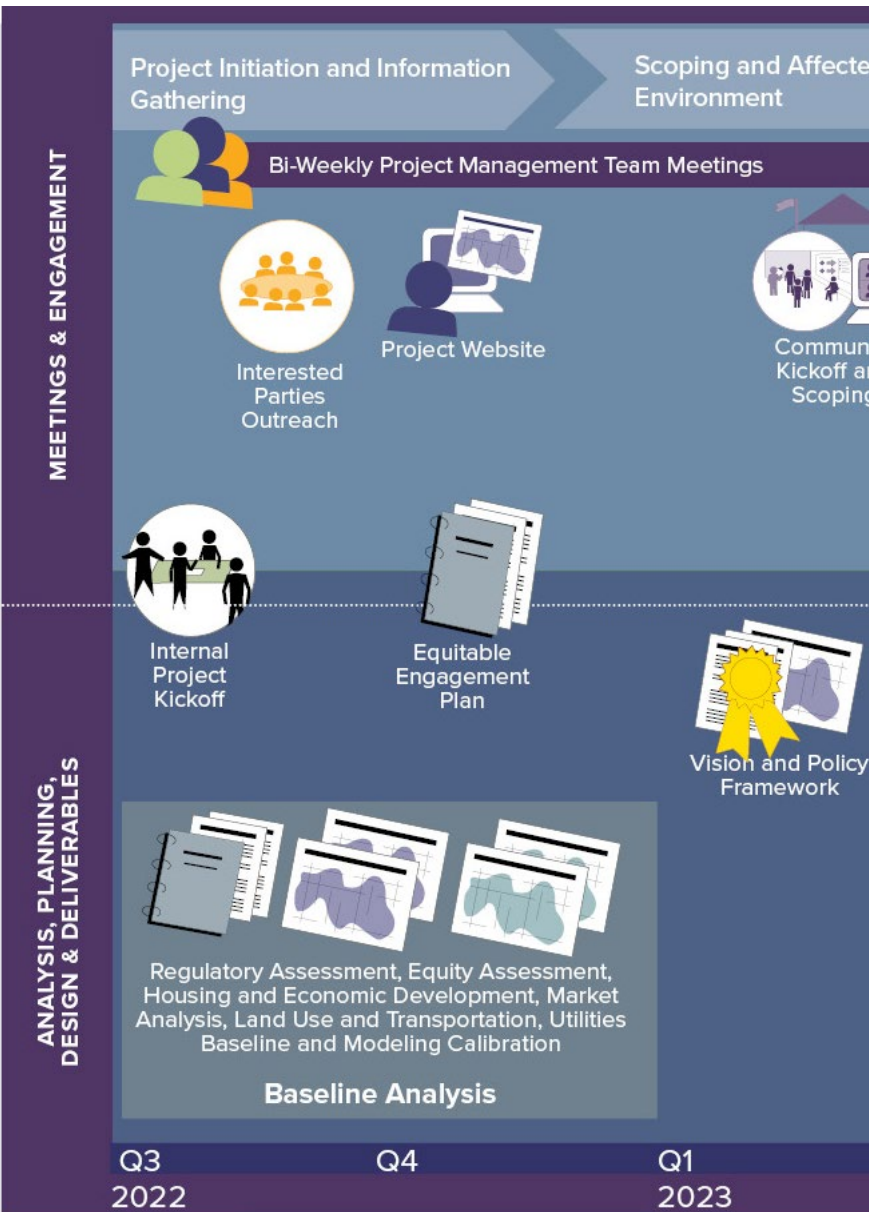 Project Initiation and Information
Gathering
Scoping and Affecte
Environment
MEETINGS & ENGAGEMENT
Bi-Weekly Project Management Team Meetings
Interested
Parties
Outreach
Project Website
Commun
Kickoff a
Scoping
Internal
Project
Kickoff
Equitable
Engagement
Plan
Vision and Policy
Framework
ANALYSIS, PLANNING,
DESIGN & DELIVERABLES
Regulatory Assessment, Equity Assessment,
Housing and Economic Development, Market
Analysis, Land Use and Transportation, Utilities
Baseline and Modeling Calibration
Baseline Analysis
Q3
Q4
Q1
2022
2023